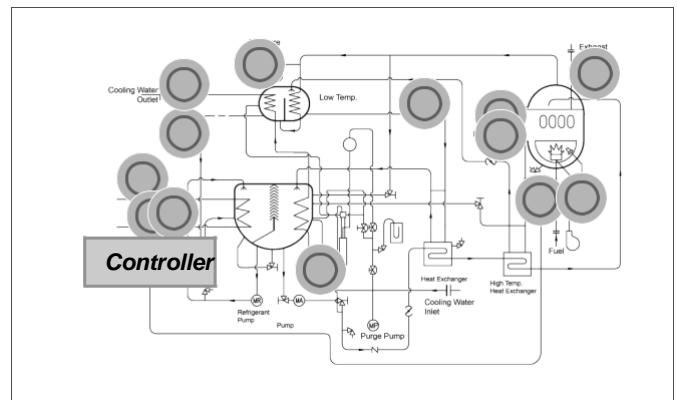 Exhaust
Cooling Water
Outlet
Low Temp.
Controller
Fuel
Heat Exchanger
High Temp.
Heat Exchanger
Cooling Water
Inlet
MR
MA
Refrigerant
Pump
Pump
MP
Purge Pump